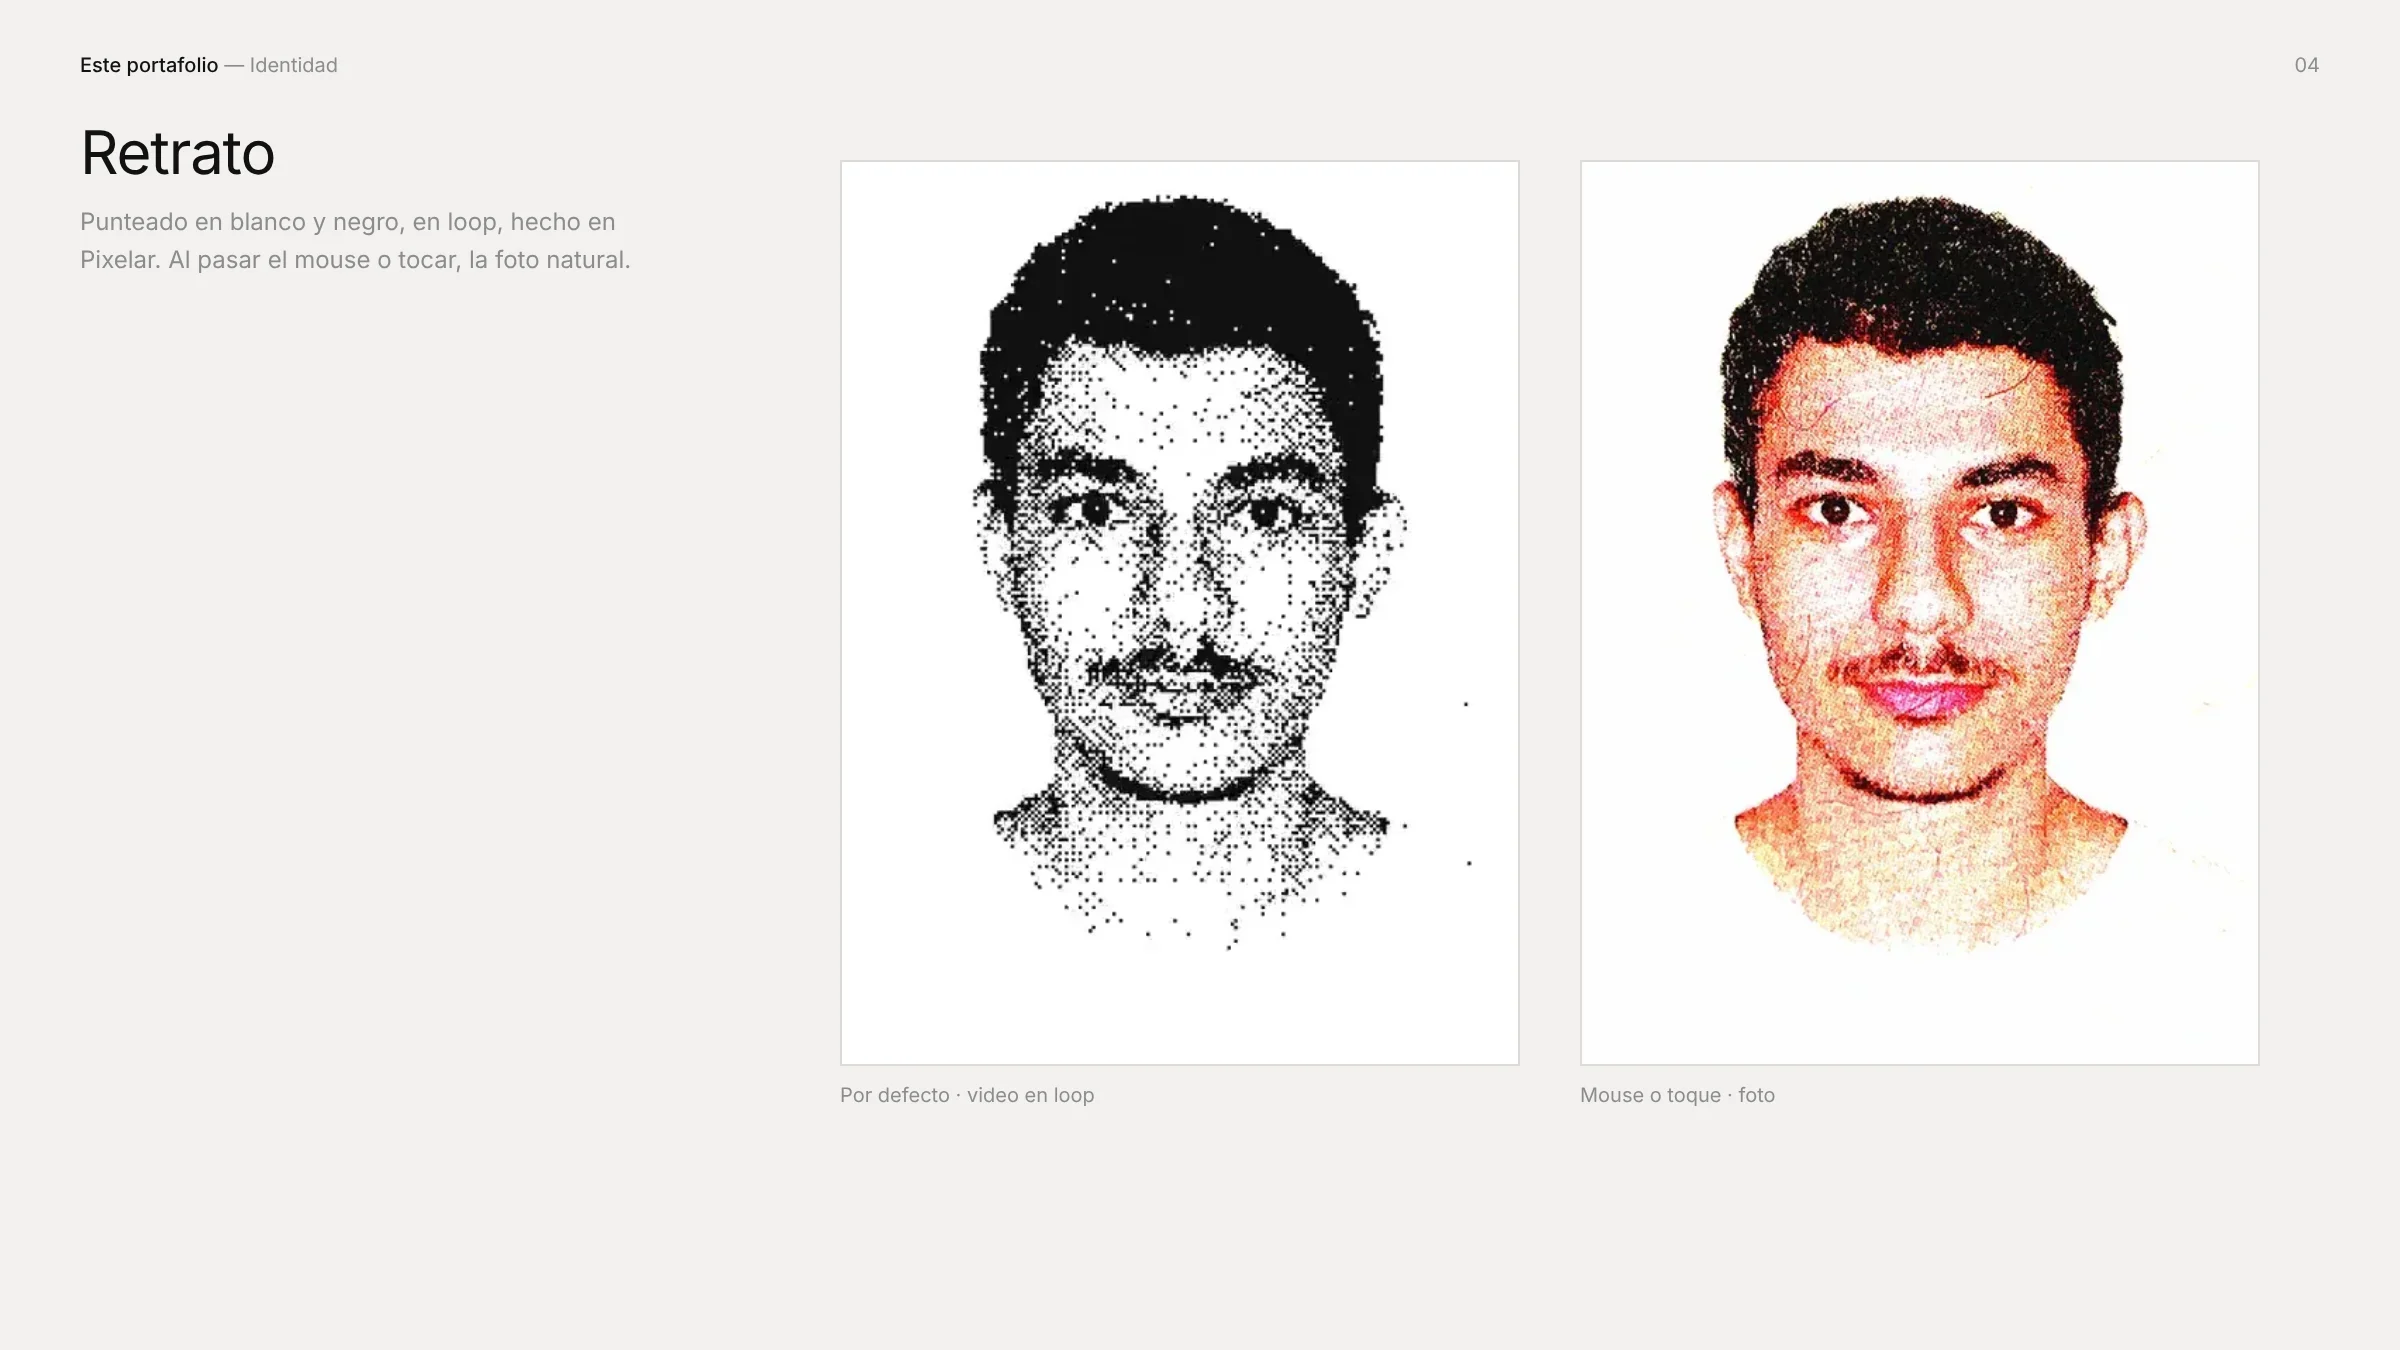 Este portafolio — Identidad
04
Retrato
Punteado en blanco y negro, en loop, hecho en
Pixelar. Al pasar el mouse o tocar, la foto natural.
Por defecto · video en loop
Mouse o toque · foto